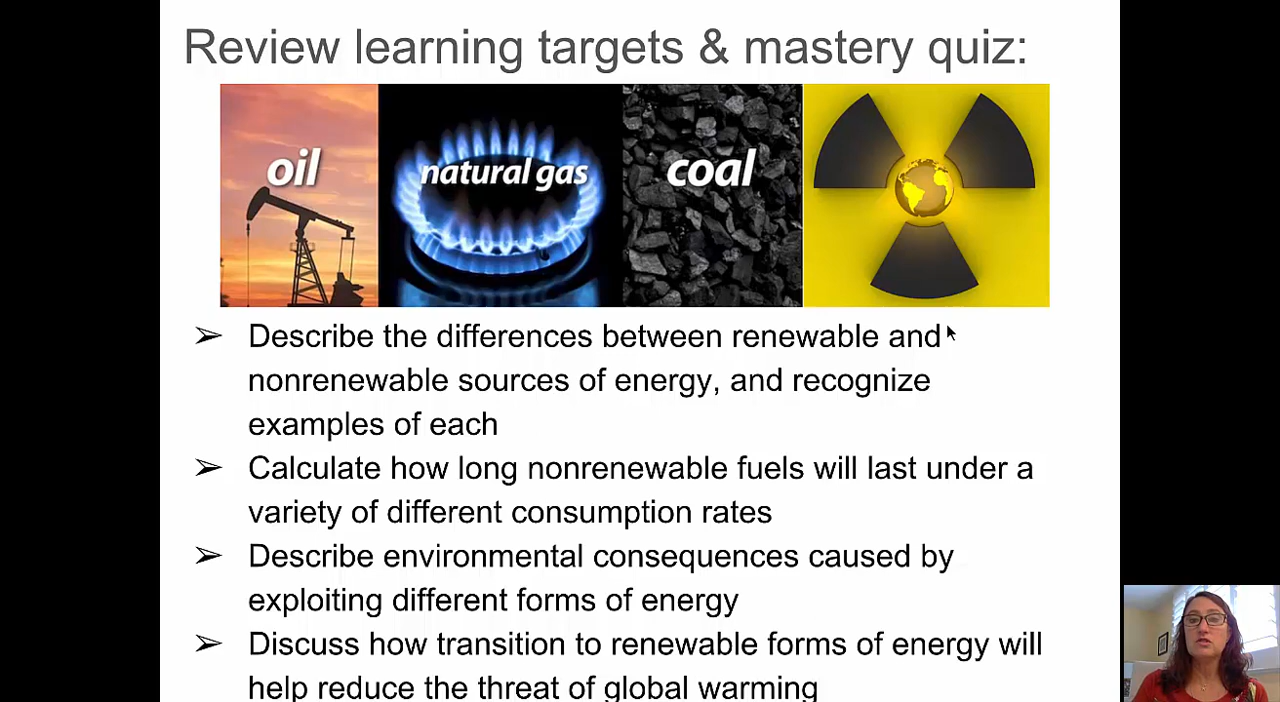 Review learning targets & mastery quiz:
oil
natural gas
coal
➢ Describe the differences between renewable and
nonrenewable sources of energy, and recognize
examples of each
➢ Calculate how long nonrenewable fuels will last under a
variety of different consumption rates
➢ Describe environmental consequences caused by
exploiting different forms of energy
➢ Discuss how transition to renewable forms of energy will
help reduce the threat of global warming